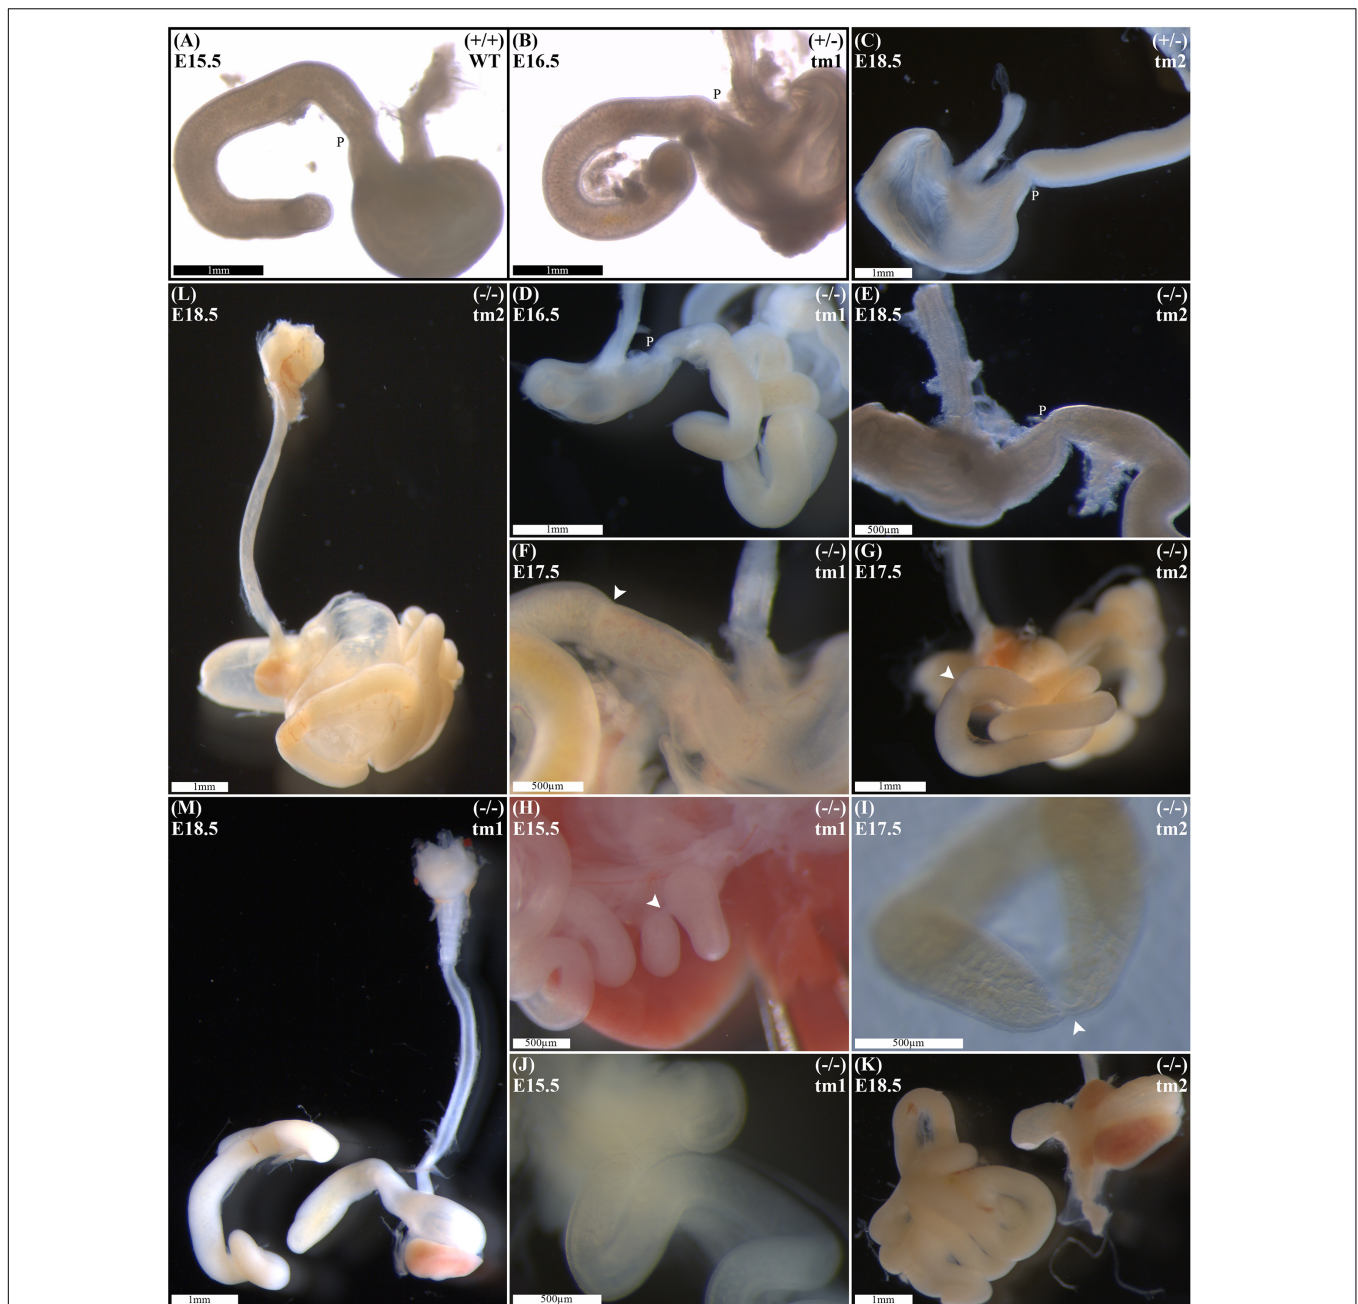 (A) (+/+)
E15.5 WT
P
1mm
(B) (+/-)
E16.5 tm1
P
1mm
(C) (+/-)
E18.5 tm2
P
1mm
(L) (-/-)
E18.5 tm2
1mm
(D) (-/-)
E16.5 tm1
P
1mm
(E) (-/-)
E18.5 tm2
P
500µm
(F) (-/-)
E17.5 tm1
500µm
(G) (-/-)
E17.5 tm2
1mm
(M) (-/-)
E18.5 tm1
1mm
(H) (-/-)
E15.5 tm1
500µm
(I) (-/-)
E17.5 tm2
500µm
(J) (-/-)
E15.5 tm1
500µm
(K) (-/-)
E18.5 tm2
1mm